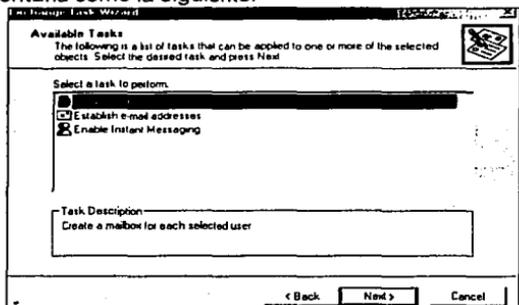 ventana como la siguiente:
Exchange Task Wizard
Available Tasks
The following is a list of tasks that can be applied to one or more of the selected
objects. Select the desired task and press Next
Select a task to perform.
Establish e-mail addresses
Enable Instant Messaging
Task Description
Create a mailbox for each selected user
< Back Next > Cancel